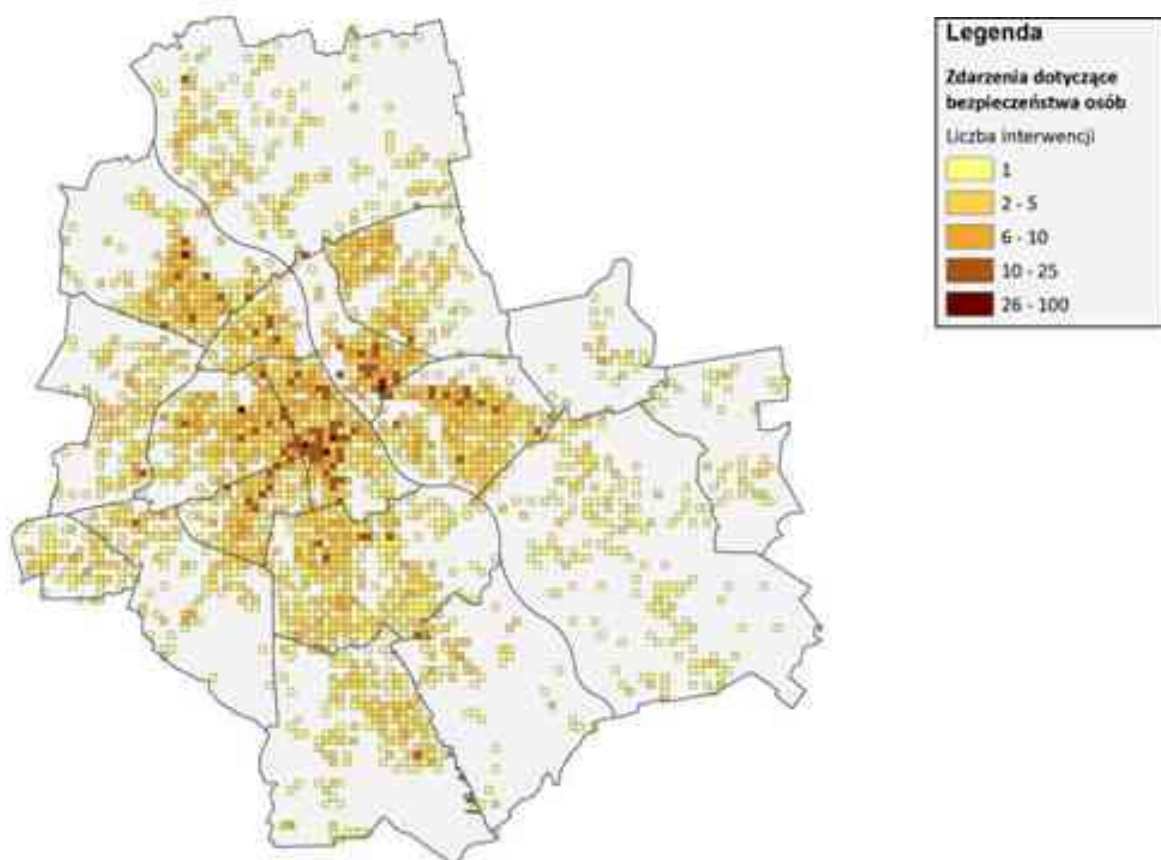 Legenda
Zdarzenia dotyczące
bezpieczeństwa osób
Liczba interwencji
1
2 - 5
6 - 10
10 - 25
26 - 100